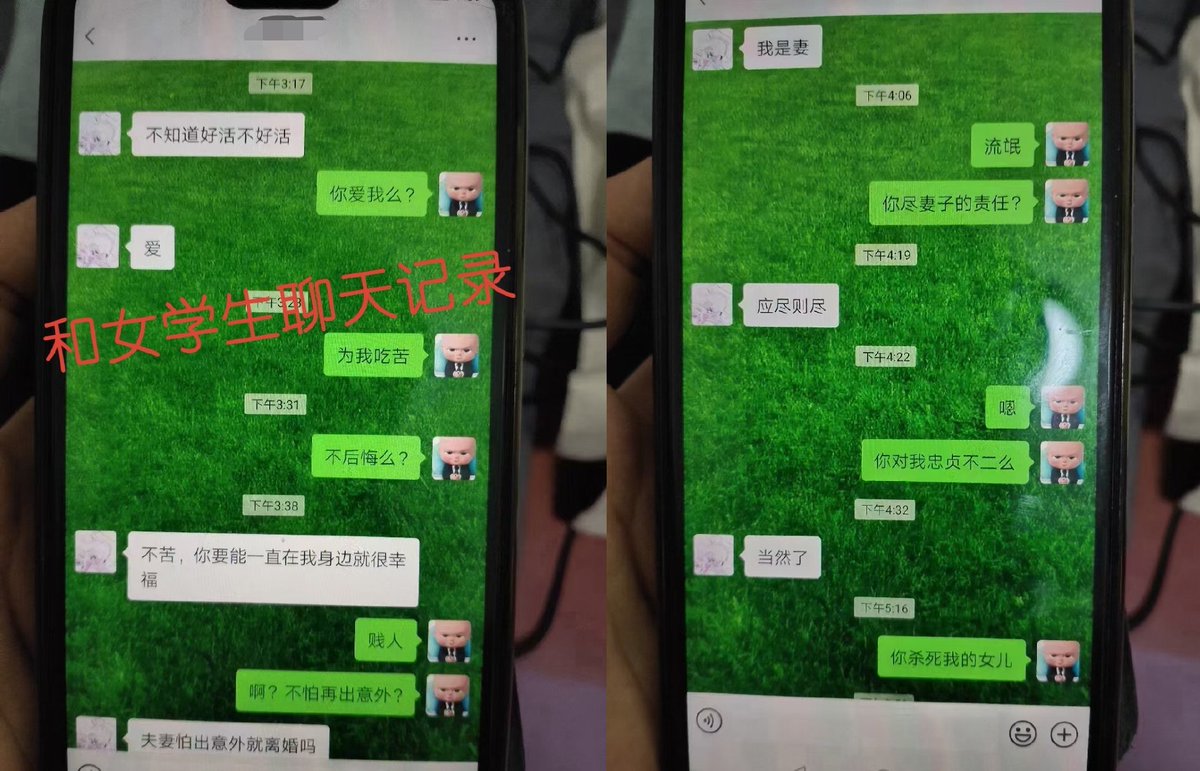 下午3:17
不知道好活不好活
你爱我么？
爱
下午3:23
和女学生聊天记录
为我吃苦
下午3:31
不后悔么？
下午3:38
不苦，你要能一直在我身边就很幸
福
贱人
啊？不怕再出意外？
夫妻怕出意外就离婚吗
我是妻
下午4:06
流氓
你尽妻子的责任？
下午4:19
应尽则尽
下午4:22
嗯
你对我忠贞不二么
下午4:32
当然了
下午5:16
你杀死我的女儿